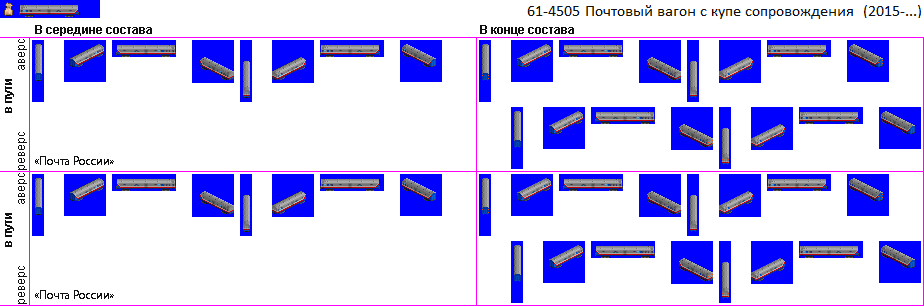 61-4505 Почтовый вагон с купе сопровождения (2015-...)
В середине состава
В конце состава
в пути
аверс
реверс
«Почта России»
в пути
аверс
реверс
«Почта России»